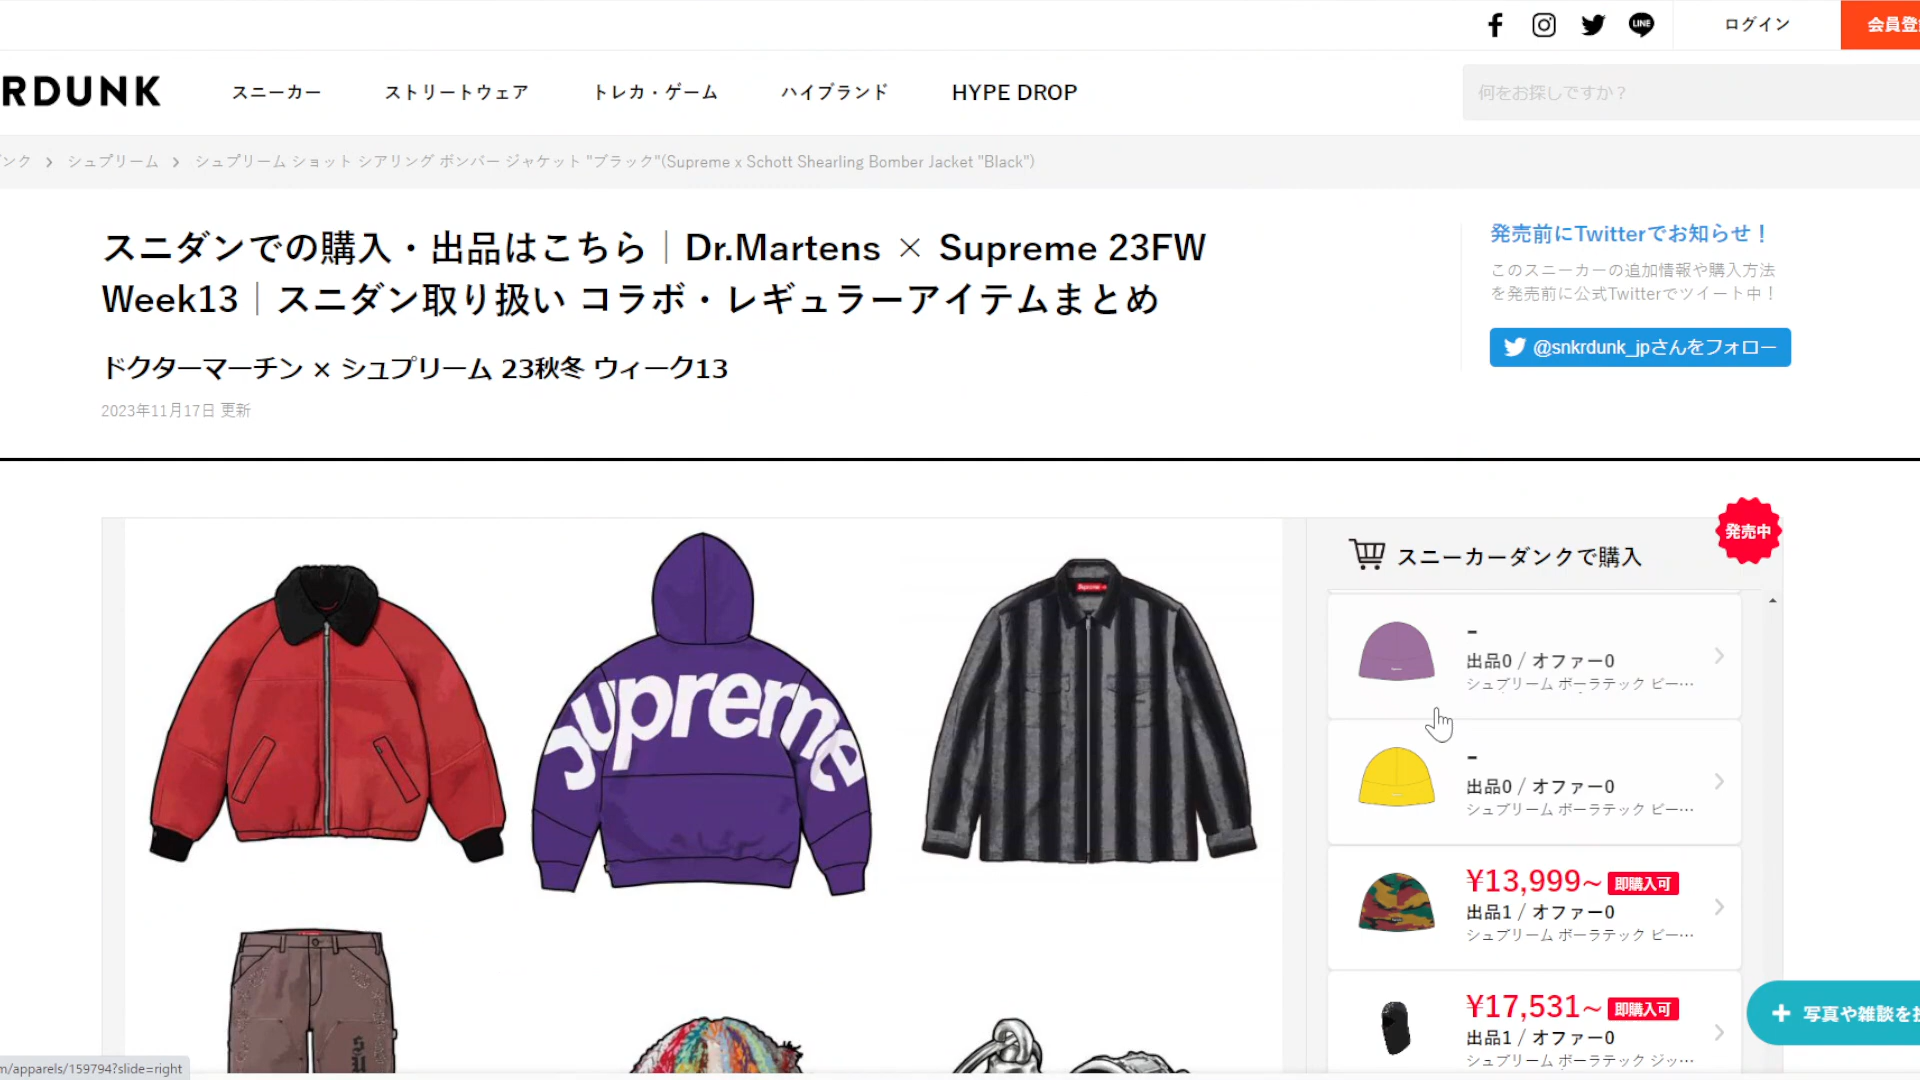 ログイン
会員登
RDUNK
スニーカー
ストリートウェア
トレカ・ゲーム
ハイブランド
HYPE DROP
何をお探しですか？
ンク > シュプリーム > シュプリーム ショット シアリング ボンバー ジャケット "ブラック"(Supreme x Schott Shearling Bomber Jacket "Black")
スニダンでの購入・出品はこちら｜Dr.Martens × Supreme 23FW
Week13｜スニダン取り扱い コラボ・レギュラーアイテムまとめ
ドクターマーチン × シュプリーム 23秋冬 ウィーク13
2023年11月17日 更新
発売前にTwitterでお知らせ！
このスニーカーの追加情報や購入方法
を発売前に公式Twitterでツイート中！
@snkrdunk_jpさんをフォロー
発売中
スニーカーダンクで購入
-
出品0 / オファー0
シュプリーム ポーラテック ビー…
-
出品0 / オファー0
シュプリーム ポーラテック ビー…
¥13,999~ 即購入可
出品1 / オファー0
シュプリーム ポーラテック ビー…
¥17,531~ 即購入可
出品1 / オファー0
シュプリーム ポーラテック ジッ…
Supreme
写真や雑談を
m/apparels/159794?slide=right